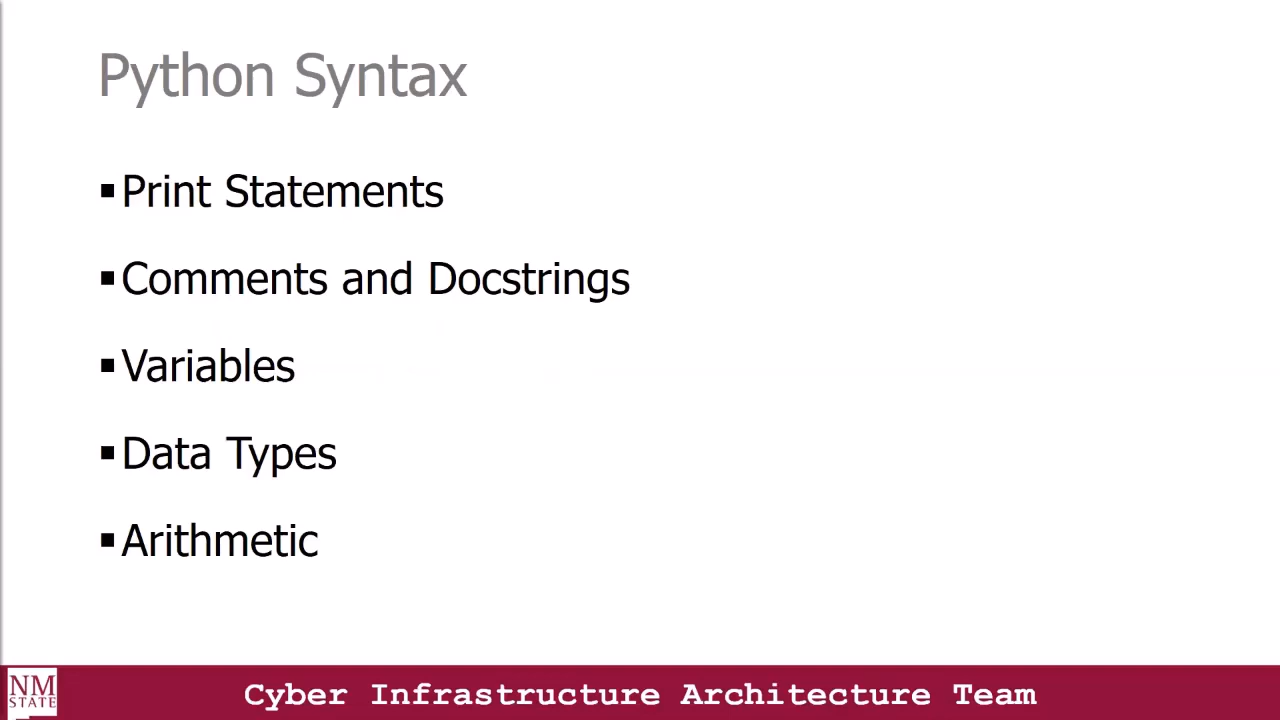 Python Syntax
▪Print Statements
▪Comments and Docstrings
▪Variables
▪Data Types
▪Arithmetic
NM
STATE
Cyber Infrastructure Architecture Team